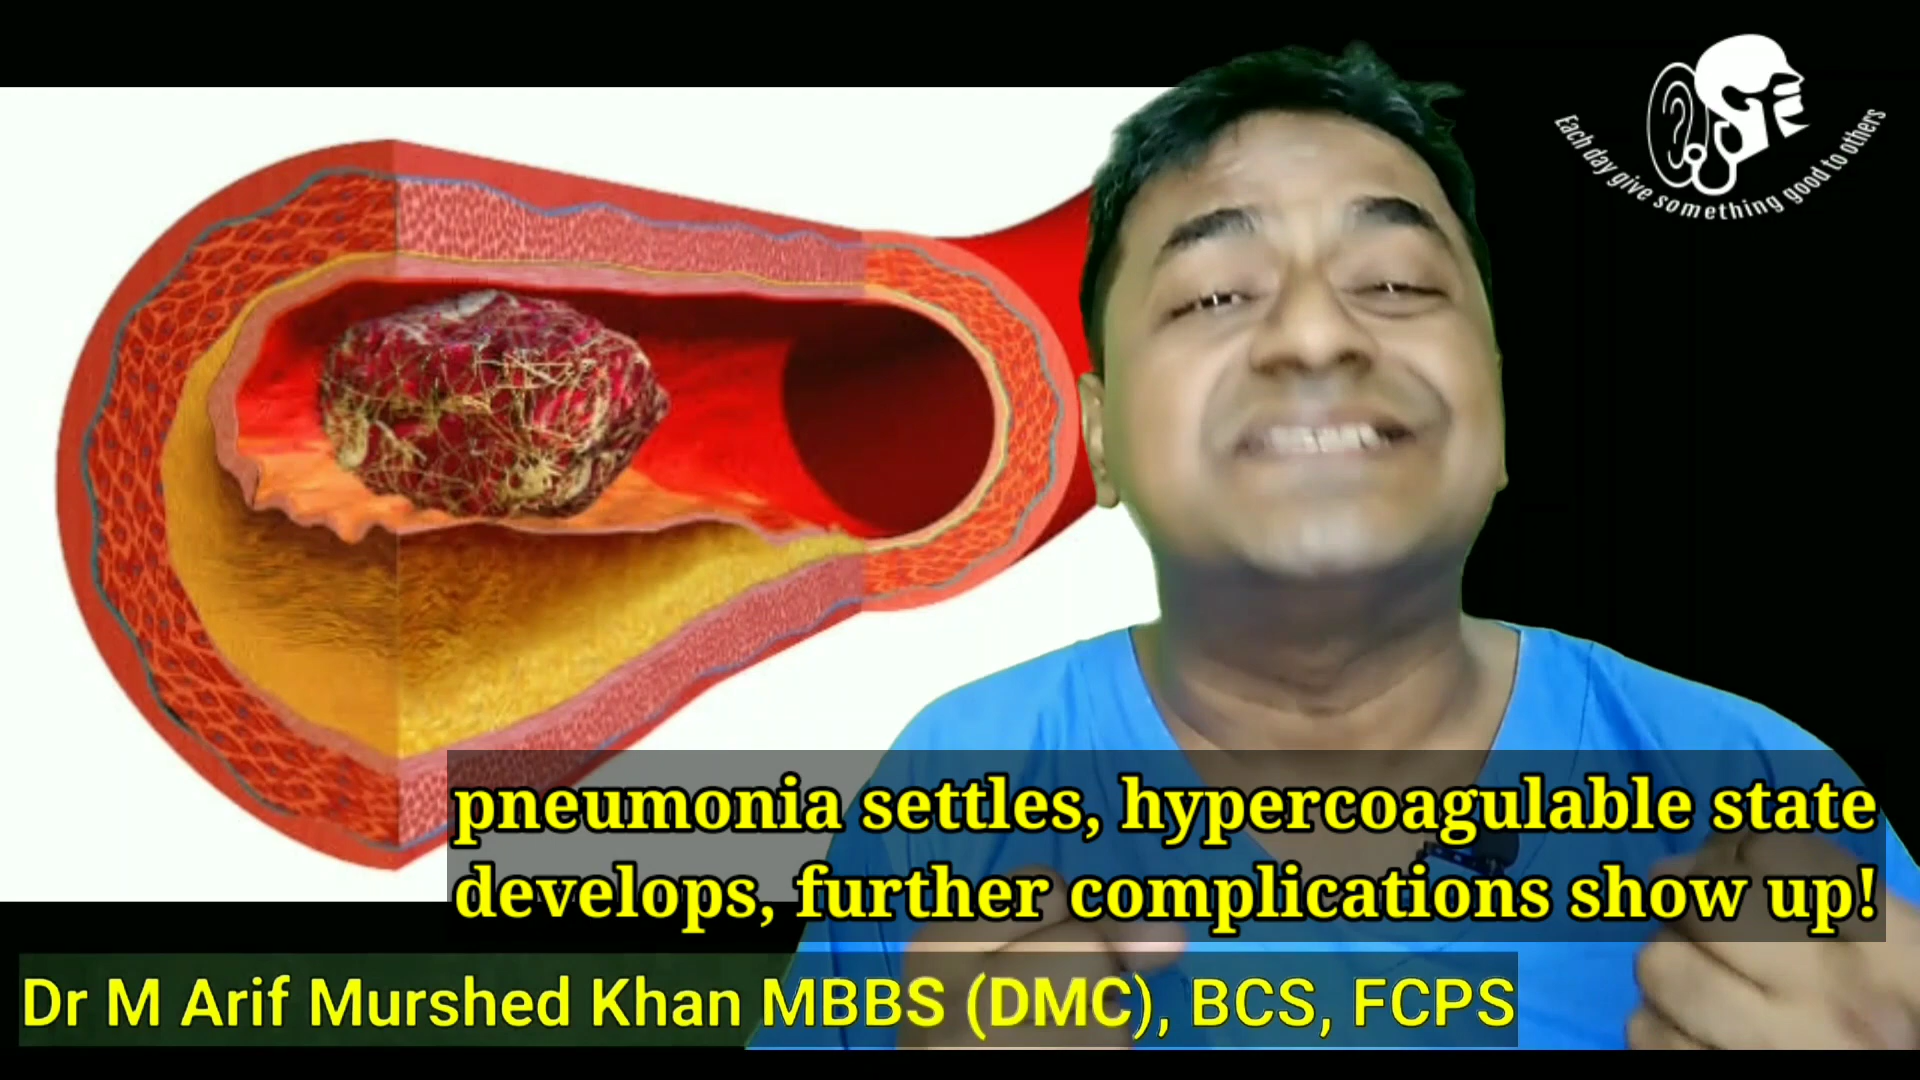 Each day give something good to others
pneumonia settles, hypercoagulable state
develops, further complications show up!
Dr M Arif Murshed Khan MBBS (DMC), BCS, FCPS